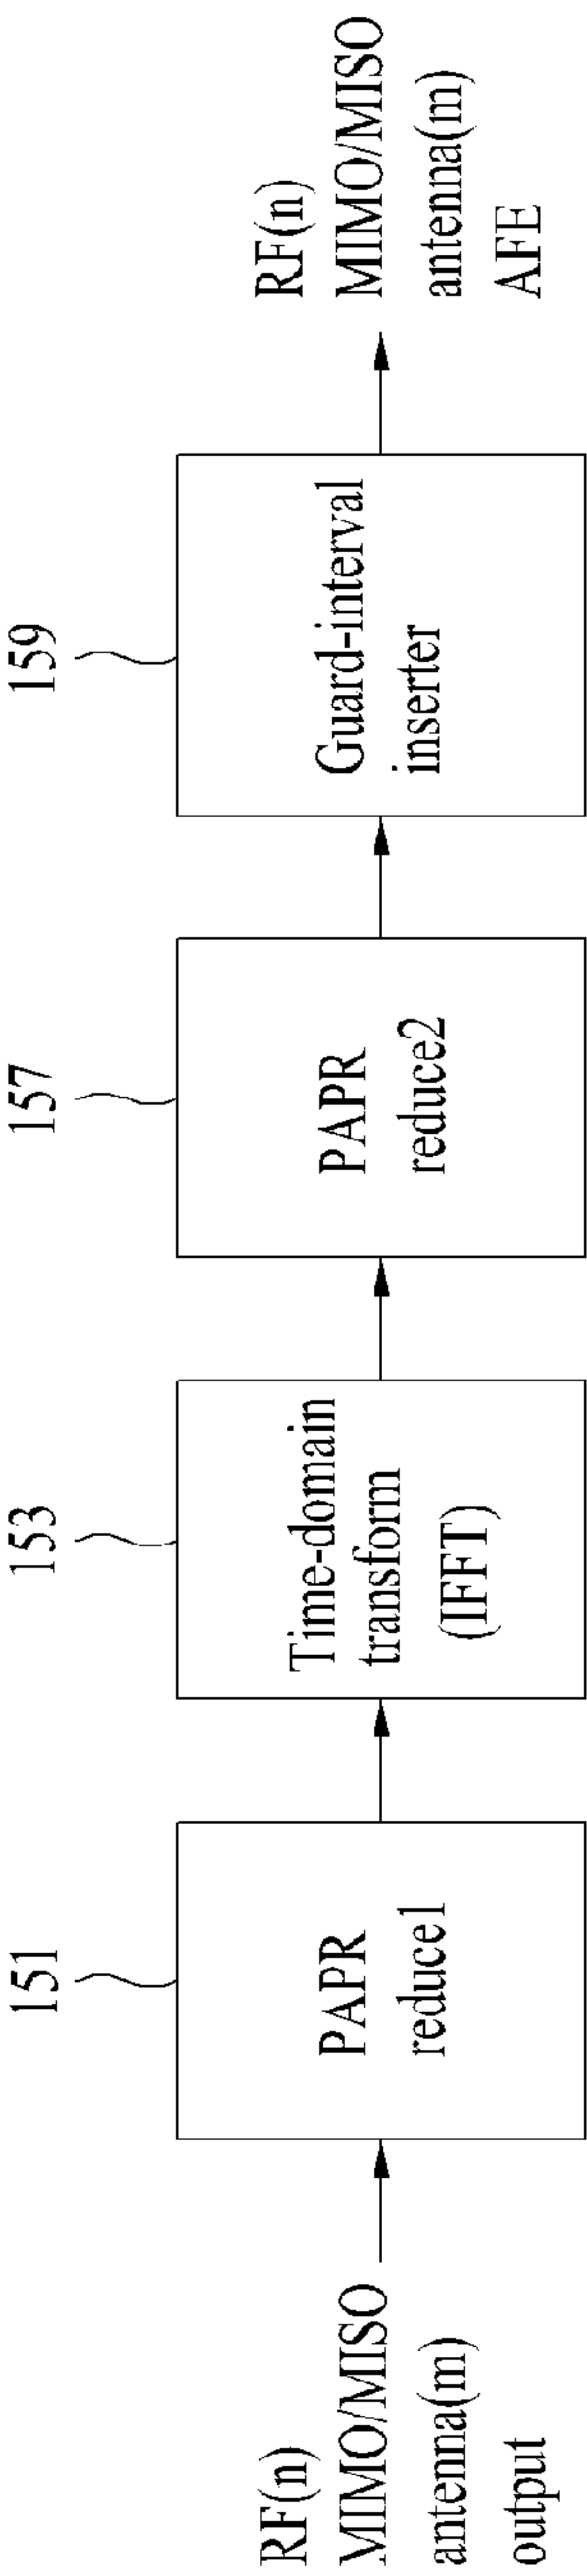 151
153
157
159
RF(n)
MIMO/MISO
antenna(m)
output
PAPR
reduce1
Time-domain
transform
(IFFT)
PAPR
reduce2
Guard-interval
inserter
RF(n)
MIMO/MISO
antenna(m)
AFE